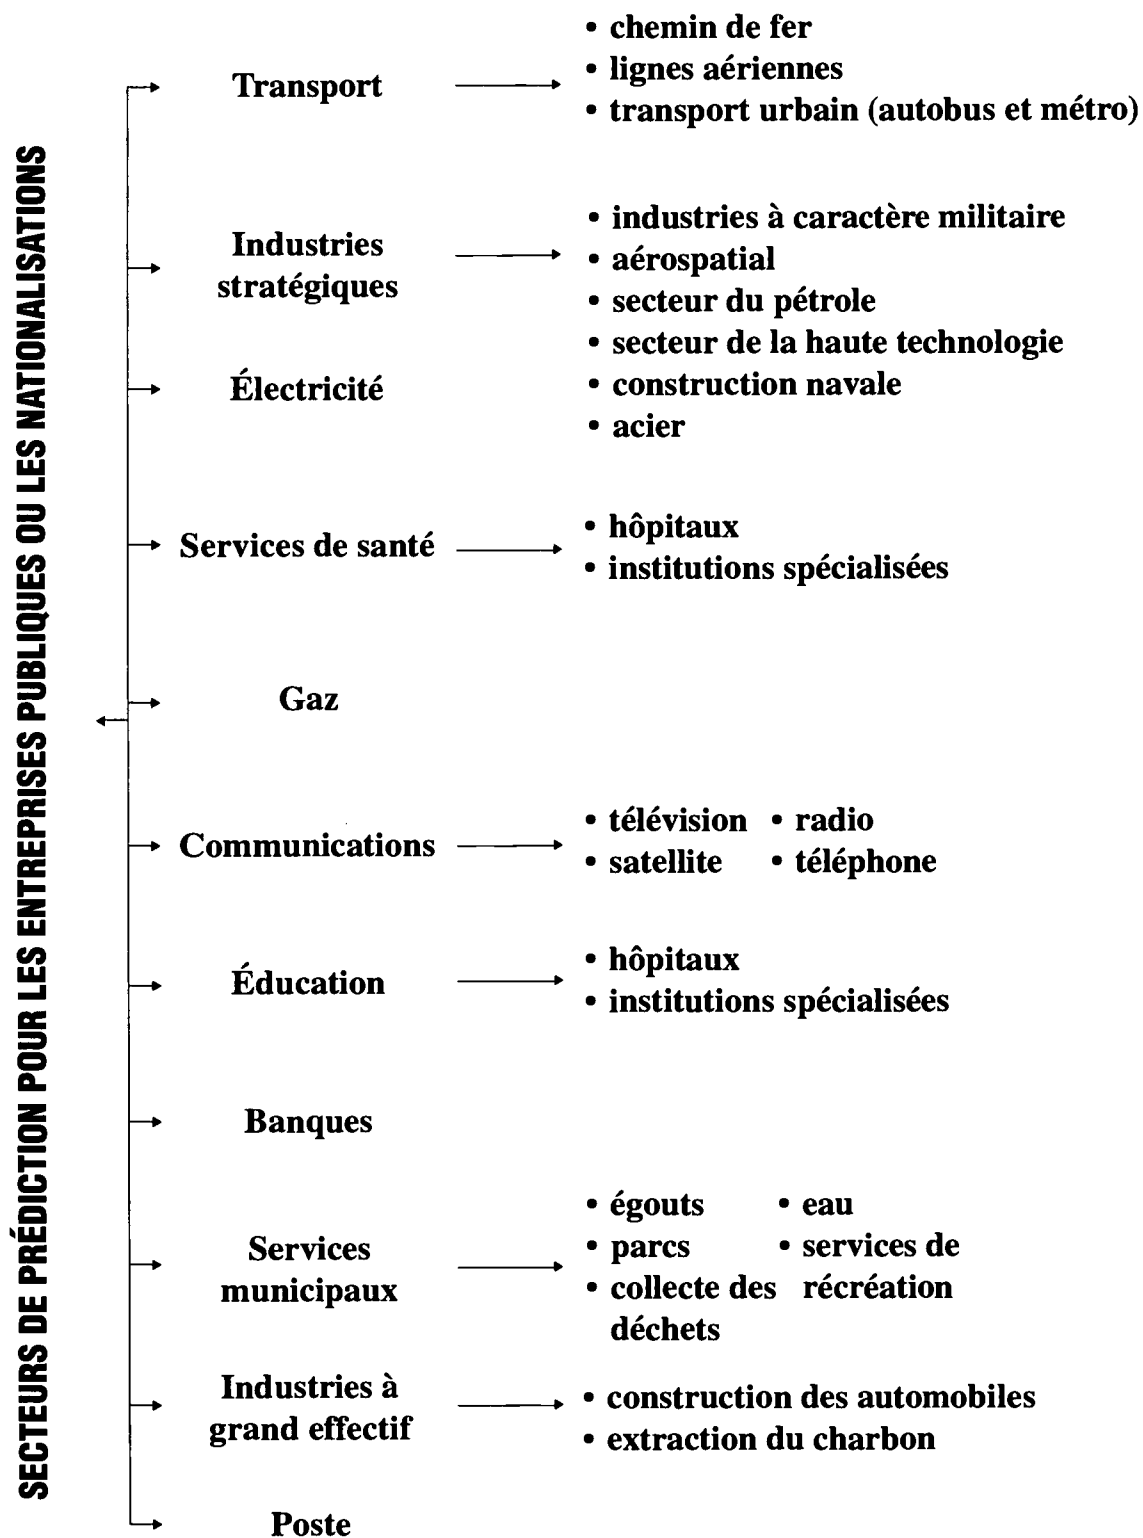 SECTEURS DE PRÉDICTION POUR LES ENTREPRISES PUBLIQUES OU LES NATIONALISATIONS
Transport
• chemin de fer
• lignes aériennes
• transport urbain (autobus et métro)
Industries
stratégiques
• industries à caractère militaire
• aérospatial
• secteur du pétrole
• secteur de la haute technologie
• construction navale
• acier
Électricité
Services de santé
• hôpitaux
• institutions spécialisées
Gaz
Communications
• télévision • radio
• satellite • téléphone
Éducation
• hôpitaux
• institutions spécialisées
Banques
Services
municipaux
• égouts • eau
• parcs • services de
• collecte des récréation
déchets
Industries à
grand effectif
• construction des automobiles
• extraction du charbon
Poste